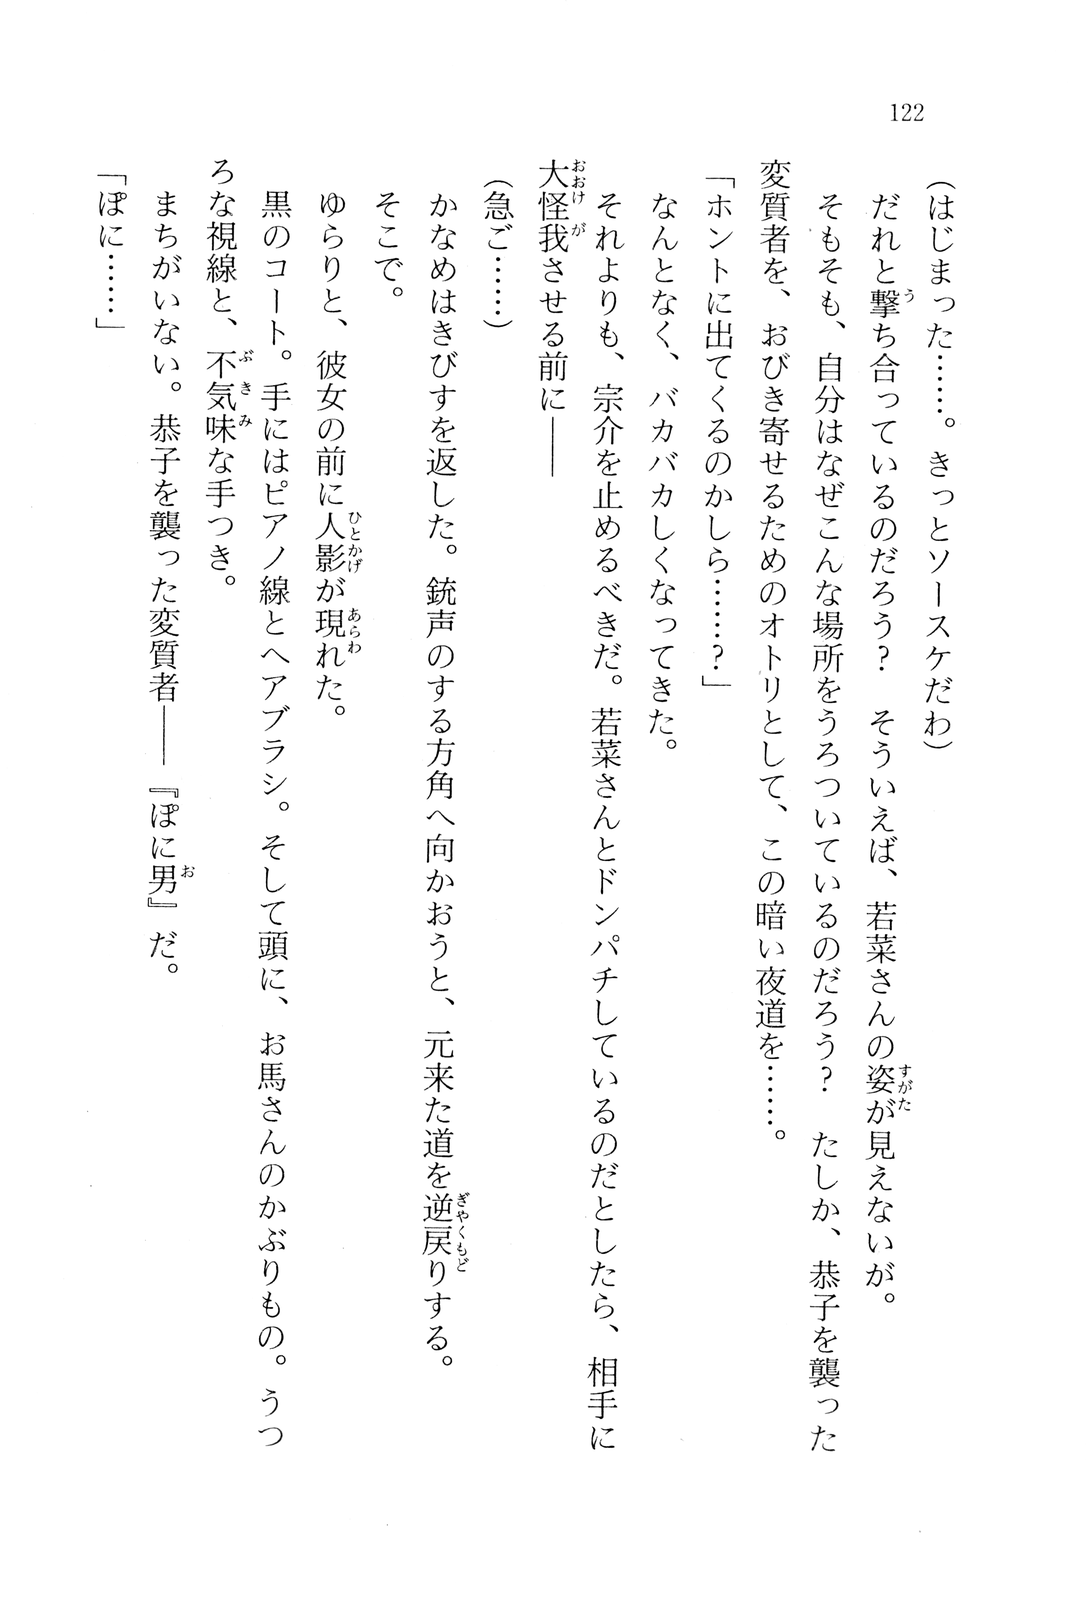 122
(はじまった……。きっとソースケだわ)
だれと撃ち合っているのだろう？　そういえば、若菜さんの姿が見えないが。
そもそも、自分はなぜこんな場所をうろついているのだろう？　たしか、恭子を襲った
変質者を、おびき寄せるためのオトリとして、この暗い夜道を……。
「ホントに出てくるのかしら……？」
なんとなく、バカバカしくなってきた。
それよりも、宗介を止めるべきだ。若菜さんとドンパチしているのだとしたら、相手に
大怪我させる前に――
(急ご……)
かなめはきびすを返した。銃声のする方角へ向かおうと、元来た道を逆戻りする。
そこで。
ゆらりと、彼女の前に人影が現れた。
黒のコート。手にはピアノ線とヘアブラシ。そして頭に、お馬さんのかぶりもの。うつ
ろな視線と、不気味な手つき。
まちがいない。恭子を襲った変質者――『ぽに男』だ。
「ぽに……」